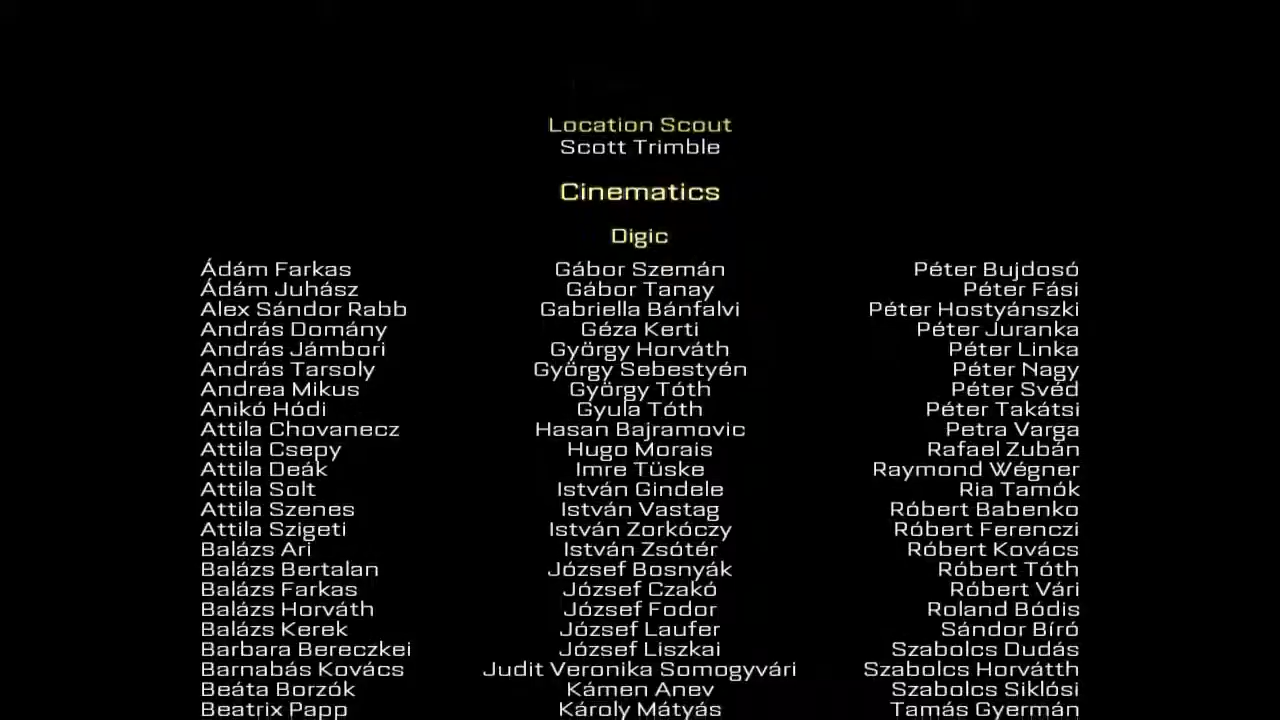 Location Scout
Scott Trimble
Cinematics
Digic
Ádám Farkas Gábor Szemán Péter Bujdosó
Ádám Juhász Gábor Tanay Péter Fási
Alex Sándor Rabb Gabriella Bánfalvi Péter Hostyánszki
András Domány Géza Kerti Péter Juranka
András Jámbori György Horváth Péter Linka
András Tarsoly György Sebestyén Péter Nagy
Andrea Mikus György Tóth Péter Svéd
Anikó Hódi Gyula Tóth Péter Takátsi
Attila Chovanecz Hasan Bajramovic Petra Varga
Attila Csepy Hugo Morais Rafael Zubán
Attila Deák Imre Tüske Raymond Wégner
Attila Solt István Gindele Ria Tamók
Attila Szenes István Vastag Róbert Babenko
Attila Szigeti István Zorkóczy Róbert Ferenczi
Balázs Ari István Zsótér Róbert Kovács
Balázs Bertalan József Bosnyák Róbert Tóth
Balázs Farkas József Czakó Róbert Vári
Balázs Horváth József Fodor Roland Bódis
Balázs Kerek József Laufer Sándor Bíró
Barbara Bereczkei József Liszkai Szabolcs Dudás
Barnabás Kovács Judit Veronika Somogyvári Szabolcs Horvátth
Beáta Borzók Kámen Anev Szabolcs Siklósi
Beatrix Papp Károly Mátyás Tamás Gyermán